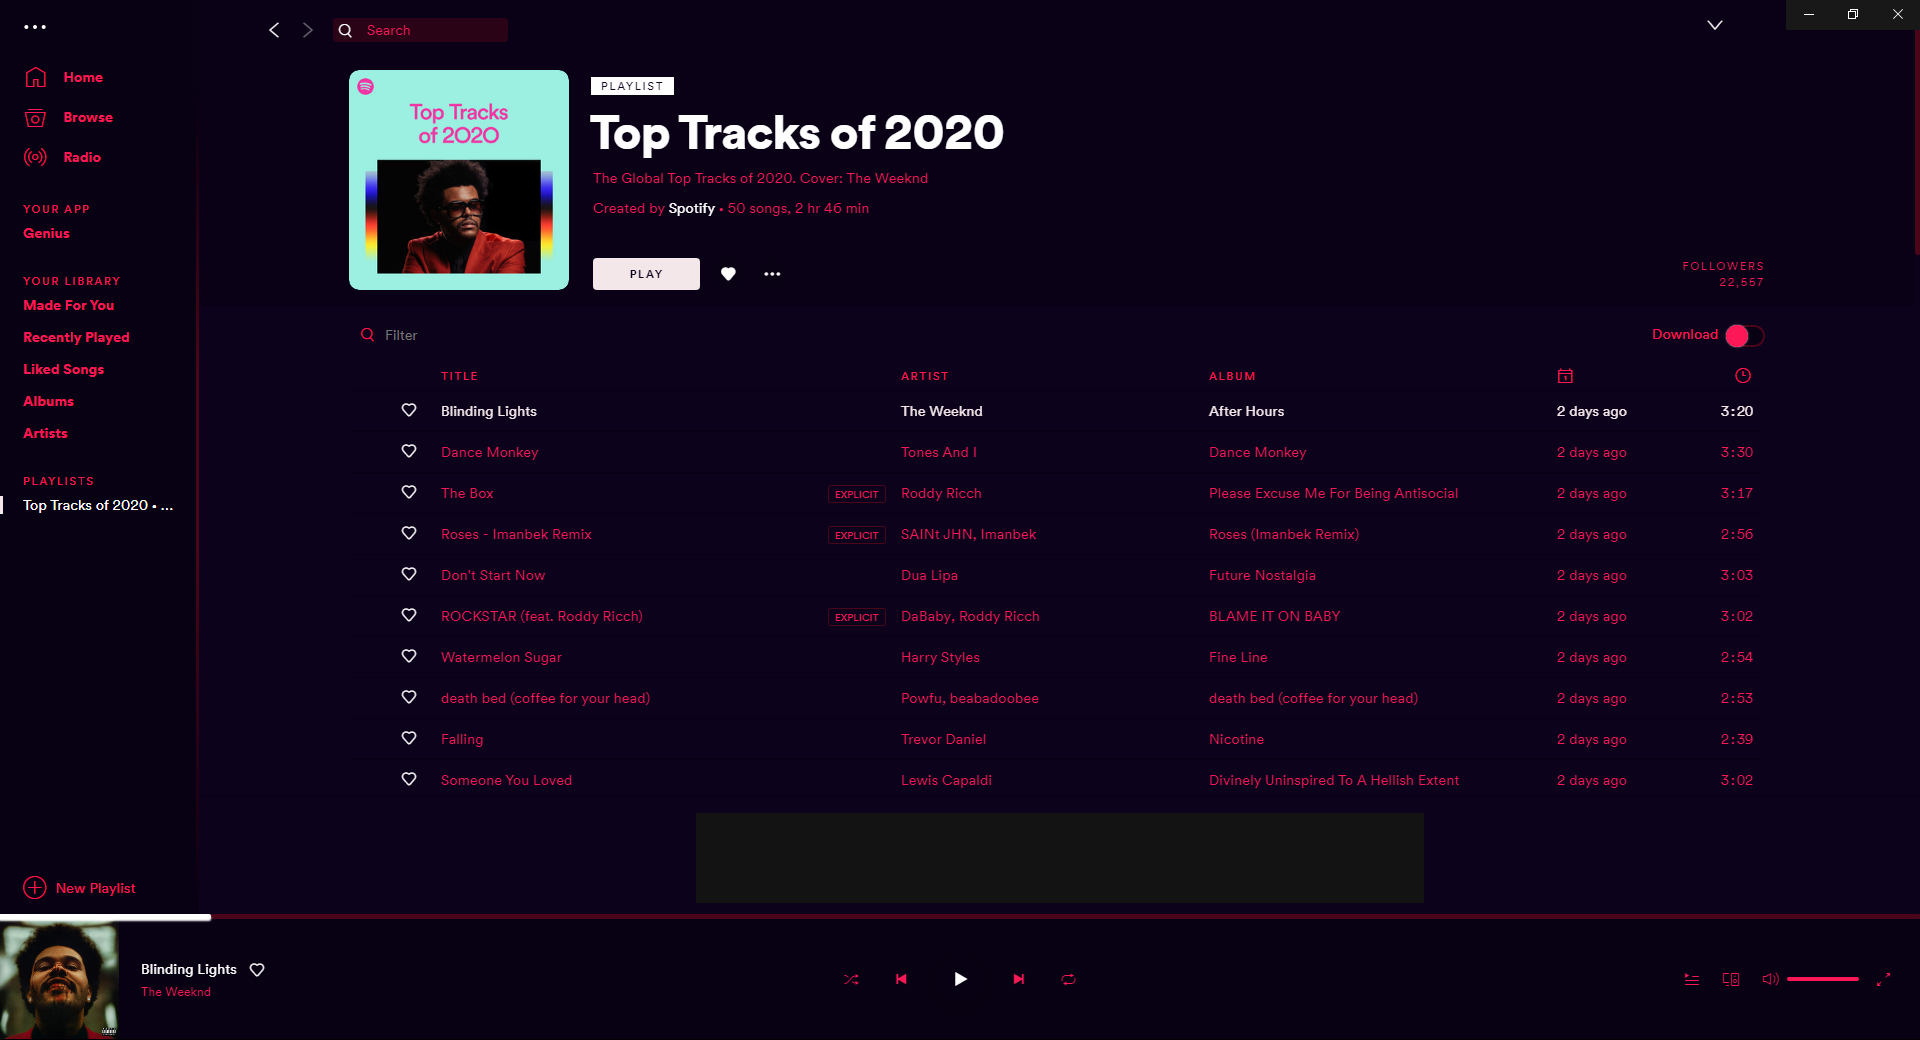 Search
Home
Browse
Radio
YOUR APP
Genius
YOUR LIBRARY
Made For You
Recently Played
Liked Songs
Albums
Artists
PLAYLISTS
Top Tracks of 2020 • ...
New Playlist
Top Tracks
of 2020
PLAYLIST
Top Tracks of 2020
The Global Top Tracks of 2020. Cover: The Weeknd
Created by Spotify • 50 songs, 2 hr 46 min
PLAY
FOLLOWERS
22,557
Filter
Download
TITLE ARTIST ALBUM
Blinding Lights The Weeknd After Hours 2 days ago 3:20
Dance Monkey Tones And I Dance Monkey 2 days ago 3:30
The Box EXPLICIT Roddy Ricch Please Excuse Me For Being Antisocial 2 days ago 3:17
Roses - Imanbek Remix EXPLICIT SAINt JHN, Imanbek Roses (Imanbek Remix) 2 days ago 2:56
Don't Start Now Dua Lipa Future Nostalgia 2 days ago 3:03
ROCKSTAR (feat. Roddy Ricch) EXPLICIT DaBaby, Roddy Ricch BLAME IT ON BABY 2 days ago 3:02
Watermelon Sugar Harry Styles Fine Line 2 days ago 2:54
death bed (coffee for your head) Powfu, beabadoobee death bed (coffee for your head) 2 days ago 2:53
Falling Trevor Daniel Nicotine 2 days ago 2:39
Someone You Loved Lewis Capaldi Divinely Uninspired To A Hellish Extent 2 days ago 3:02
Blinding Lights
The Weeknd